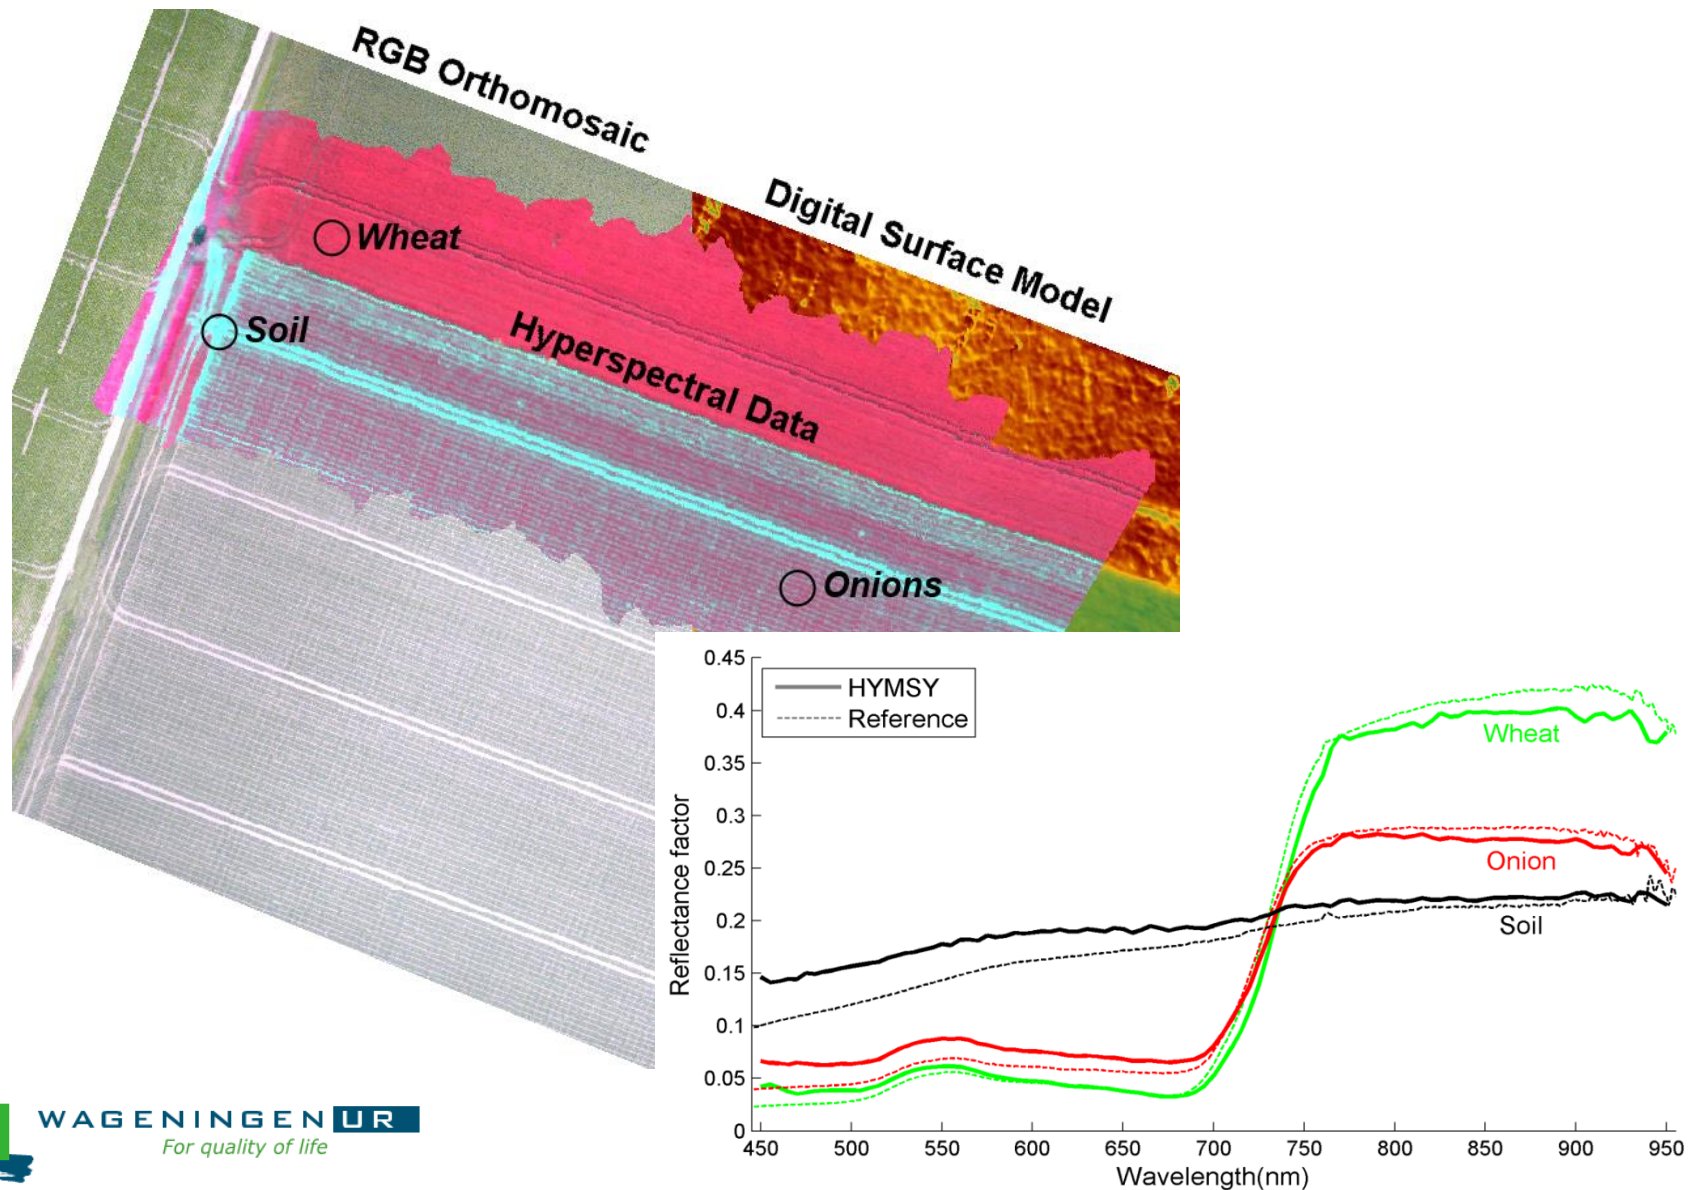 RGB Orthomosaic
Digital Surface Model
Wheat
Soil
Hyperspectral Data
Onions
0.45
0.4
0.35
0.3
0.25
0.2
0.15
0.1
0.05
0
Reflectance factor
HYMSY
Reference
Wheat
Onion
Soil
450 500 550 600 650 700 750 800 850 900 950
Wavelength(nm)
WAGENINGEN UR
For quality of life